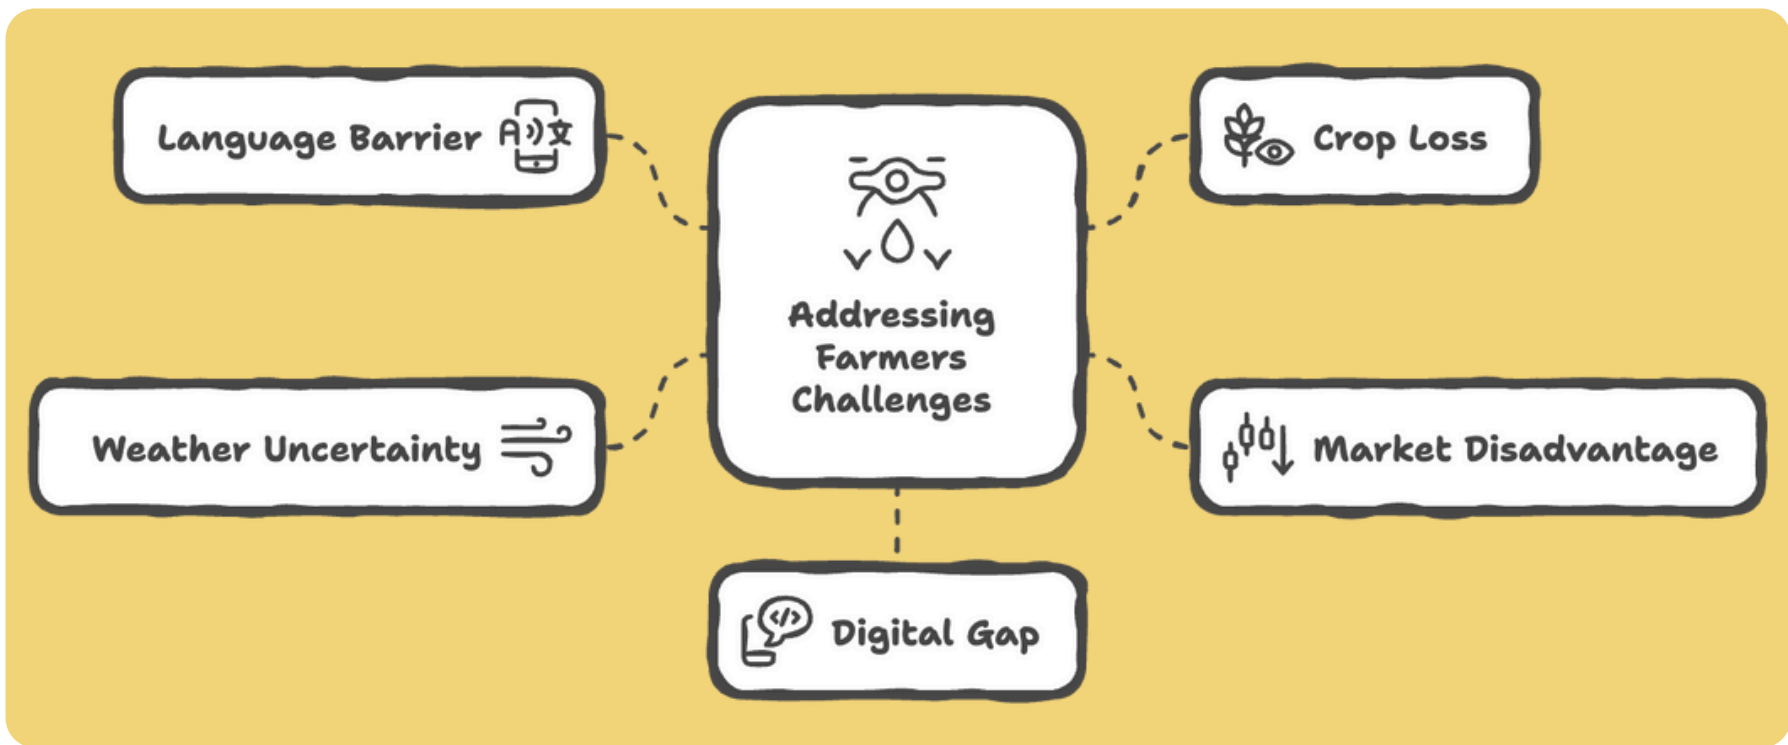 Language Barrier
Crop Loss
Addressing
Farmers
Challenges
Weather Uncertainty
Market Disadvantage
Digital Gap